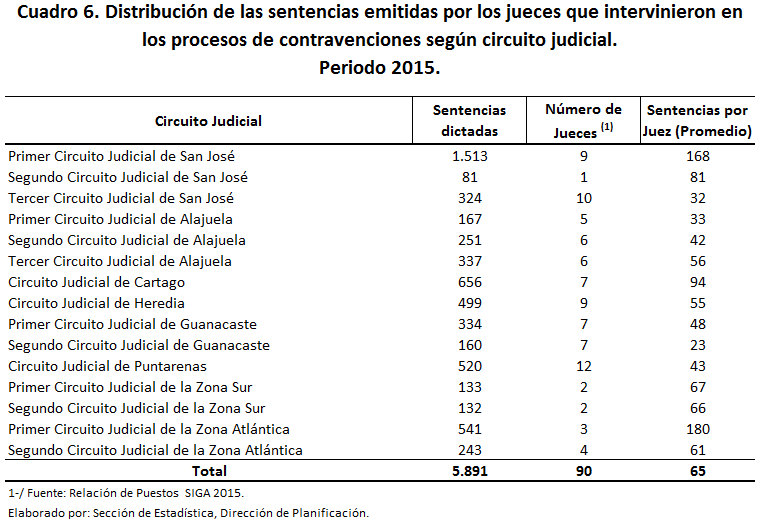 Cuadro 6. Distribución de las sentencias emitidas por los jueces que intervinieron en
los procesos de contravenciones según circuito judicial.
Periodo 2015.
Circuito Judicial Sentencias dictadas Número de Jueces (1) Sentencias por Juez (Promedio)
Primer Circuito Judicial de San José 1.513 9 168
Segundo Circuito Judicial de San José 81 1 81
Tercer Circuito Judicial de San José 324 10 32
Primer Circuito Judicial de Alajuela 167 5 33
Segundo Circuito Judicial de Alajuela 251 6 42
Tercer Circuito Judicial de Alajuela 337 6 56
Circuito Judicial de Cartago 656 7 94
Circuito Judicial de Heredia 499 9 55
Primer Circuito Judicial de Guanacaste 334 7 48
Segundo Circuito Judicial de Guanacaste 160 7 23
Circuito Judicial de Puntarenas 520 12 43
Primer Circuito Judicial de la Zona Sur 133 2 67
Segundo Circuito Judicial de la Zona Sur 132 2 66
Primer Circuito Judicial de la Zona Atlántica 541 3 180
Segundo Circuito Judicial de la Zona Atlántica 243 4 61
Total 5.891 90 65
1-/ Fuente: Relación de Puestos SIGA 2015.
Elaborado por: Sección de Estadística, Dirección de Planificación.